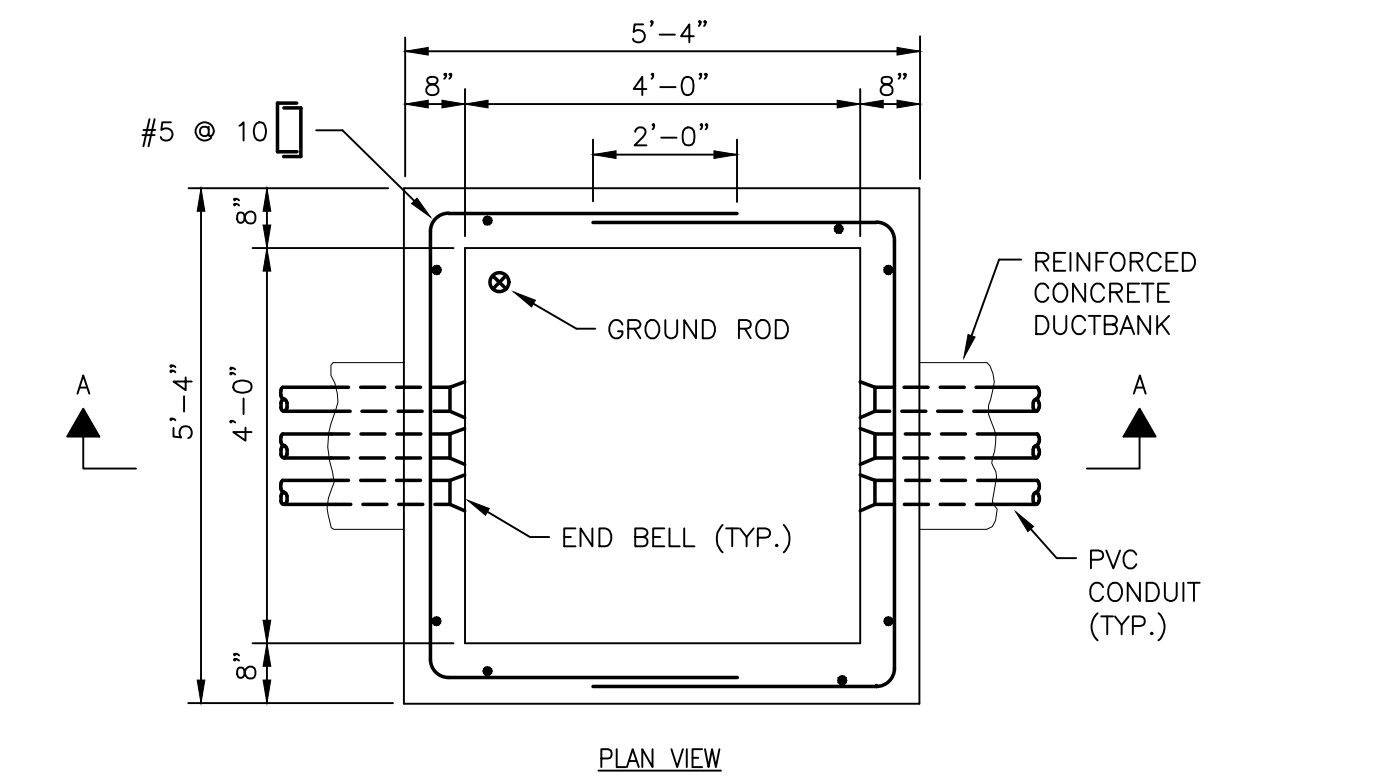 5'-4"
8" 4'-0" 8"
2'-0"
#5 @ 10
8"
4'-0"
5'-4"
8"
GROUND ROD
REINFORCED
CONCRETE
DUCTBANK
A
A
END BELL (TYP.)
PVC
CONDUIT
(TYP.)
PLAN VIEW